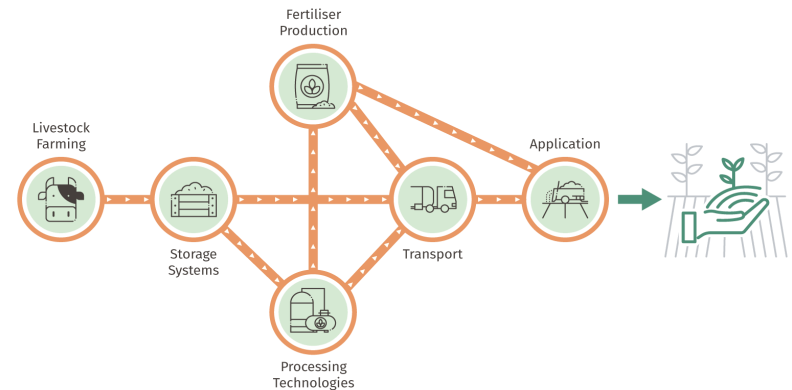 Fertiliser
Production
Livestock
Farming
Application
Storage
Systems
Transport
Processing
Technologies